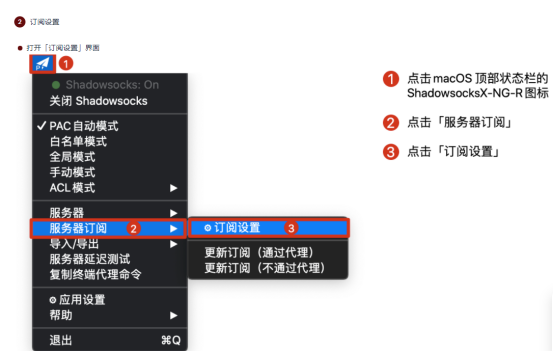 2 订阅设置
打开「订阅设置」界面
1
Shadowsocks: On
关闭 Shadowsocks
✓ PAC 自动模式
白名单模式
全局模式
手动模式
ACL 模式 ▶
服务器 ▶
服务器订阅 2 ▶
导入/导出 ▶
服务器延迟测试
复制终端代理命令
应用设置
帮助 ▶
退出 ⌘Q
订阅设置 3
更新订阅（通过代理）
更新订阅（不通过代理）
1 点击 macOS 顶部状态栏的
ShadowsocksX-NG-R 图标
2 点击「服务器订阅」
3 点击「订阅设置」